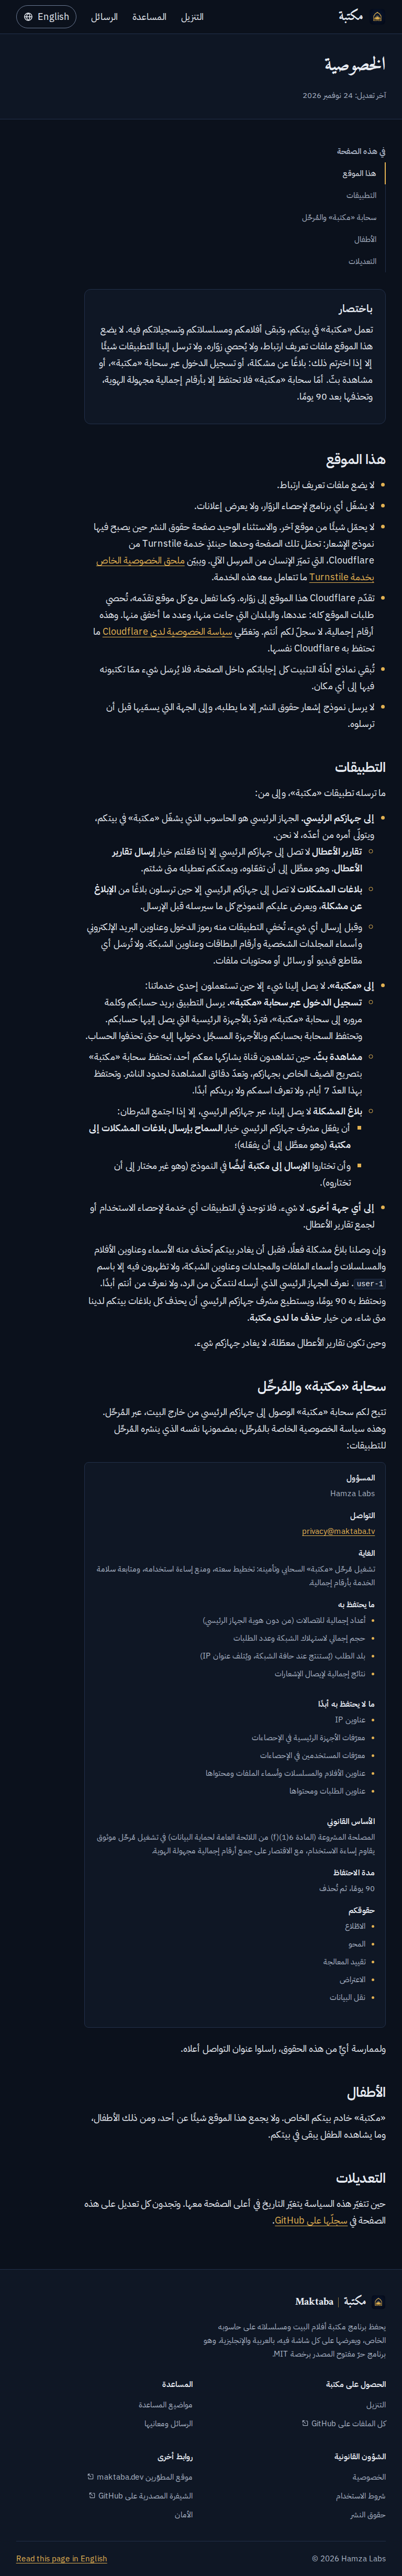 مكتبة
التنزيل
المساعدة
الرسائل
English
الخصوصية
آخر تعديل: 24 نوفمبر 2026
في هذه الصفحة
هذا الموقع
التطبيقات
سحابة «مكتبة» والمُرحِّل
الأطفال
التعديلات
باختصار
تعمل «مكتبة» في بيتكم، وتبقى أفلامكم ومسلسلاتكم وتسجيلاتكم فيه. لا يضع
هذا الموقع ملفات تعريف ارتباط، ولا يُحصي زوّاره. ولا ترسل إلينا التطبيقات شيئًا
إلا إذا اخترتم ذلك: بلاغًا عن مشكلة، أو تسجيل الدخول عبر سحابة «مكتبة»، أو
مشاهدة بثّ. أمّا سحابة «مكتبة» فلا تحتفظ إلا بأرقام إجمالية مجهولة الهوية،
وتحذفها بعد 90 يومًا.
هذا الموقع
لا يضع ملفات تعريف ارتباط.
لا يشغّل أي برنامج لإحصاء الزوّار، ولا يعرض إعلانات.
لا يحمّل شيئًا من موقع آخر. والاستثناء الوحيد صفحة حقوق النشر حين يصبح فيها
نموذج الإشعار: تحمّل تلك الصفحة وحدها حينئذٍ خدمة Turnstile من
Cloudflare، التي تميّز الإنسان من المرسِل الآلي. ويبيّن ملحق الخصوصية الخاص
بخدمة Turnstile ما تتعامل معه هذه الخدمة.
تقدّم Cloudflare هذا الموقع إلى زوّاره. وكما تفعل مع كل موقع تقدّمه، تُحصي
طلبات الموقع كله: عددها، والبلدان التي جاءت منها، وعدد ما أخفق منها. وهذه
أرقام إجمالية، لا سجلّ لكم أنتم. وتغطّي سياسة الخصوصية لدى Cloudflare ما
تحتفظ به Cloudflare نفسها.
تُبقي نماذج أدلّة التثبيت كل إجاباتكم داخل الصفحة، فلا يُرسَل شيء ممّا تكتبونه
فيها إلى أي مكان.
لا يرسل نموذج إشعار حقوق النشر إلا ما يطلبه، وإلى الجهة التي يسمّيها قبل أن
ترسلوه.
التطبيقات
ما ترسله تطبيقات «مكتبة»، وإلى من:
إلى جهازكم الرئيسي. الجهاز الرئيسي هو الحاسوب الذي يشغّل «مكتبة» في بيتكم،
ويتولّى أمره من أعدّه، لا نحن.
تقارير الأعطال لا تصل إلى جهازكم الرئيسي إلا إذا فعّلتم خيار إرسال تقارير
الأعطال. وهو معطَّل إلى أن تفعّلوه، ويمكنكم تعطيله متى شئتم.
بلاغات المشكلات لا تصل إلى جهازكم الرئيسي إلا حين ترسلون بلاغًا من الإبلاغ
عن مشكلة، ويعرض عليكم النموذج كل ما سيرسله قبل الإرسال.
وقبل إرسال أي شيء، تُخفي التطبيقات منه رموز الدخول وعناوين البريد الإلكتروني
وأسماء المجلدات الشخصية وأرقام البطاقات وعناوين الشبكة. ولا تُرسَل أي
مقاطع فيديو أو رسائل أو محتويات ملفات.
إلى «مكتبة». لا يصل إلينا شيء إلا حين تستعملون إحدى خدماتنا:
تسجيل الدخول عبر سحابة «مكتبة». يرسل التطبيق بريد حسابكم وكلمة
مروره إلى سحابة «مكتبة»، فتردّ بالأجهزة الرئيسية التي يصل إليها حسابكم.
وتحتفظ السحابة بحسابكم وبالأجهزة المسجَّل دخولها إليه حتى تحذفوا الحساب.
مشاهدة بثّ. حين تشاهدون قناة يشاركها معكم أحد، تحتفظ سحابة «مكتبة»
بتصريح الضيف الخاص بجهازكم، وتعدّ دقائق المشاهدة لحدود الناشر. وتحتفظ
بهذا العدّ 7 أيام، ولا تعرف اسمكم ولا بريدكم أبدًا.
بلاغ المشكلة لا يصل إلينا، عبر جهازكم الرئيسي، إلا إذا اجتمع الشرطان:
أن يفعّل مشرف جهازكم الرئيسي خيار السماح بإرسال بلاغات المشكلات إلى
مكتبة (وهو معطَّل إلى أن يفعّله)؛
وأن تختاروا الإرسال إلى مكتبة أيضًا في النموذج (وهو غير مختار إلى أن
تختاروه).
إلى أي جهة أخرى. لا شيء. فلا توجد في التطبيقات أي خدمة لإحصاء الاستخدام أو
لجمع تقارير الأعطال.
وإن وصلنا بلاغ مشكلة فعلًا، فقبل أن يغادر بيتكم تُحذف منه الأسماء وعناوين الأفلام
والمسلسلات وأسماء الملفات والمجلدات وعناوين الشبكة، ولا تظهرون فيه إلا باسم
user-1. نعرف الجهاز الرئيسي الذي أرسله لنتمكّن من الرد، ولا نعرف من أنتم أبدًا.
ونحتفظ به 90 يومًا، ويستطيع مشرف جهازكم الرئيسي أن يحذف كل بلاغات بيتكم لدينا
متى شاء، من خيار حذف ما لدى مكتبة.
وحين تكون تقارير الأعطال معطّلة، لا يغادر جهازكم شيء.
سحابة «مكتبة» والمُرحِّل
تتيح لكم سحابة «مكتبة» الوصول إلى جهازكم الرئيسي من خارج البيت، عبر المُرحِّل.
وهذه سياسة الخصوصية الخاصة بالمُرحِّل، بمضمونها نفسه الذي ينشره المُرحِّل
للتطبيقات:
المسؤول
Hamza Labs
التواصل
privacy@maktaba.tv
الغاية
تشغيل مُرحِّل «مكتبة» السحابي وتأمينه: تخطيط سعته، ومنع إساءة استخدامه، ومتابعة سلامة
الخدمة بأرقام إجمالية.
ما يحتفظ به
أعداد إجمالية للاتصالات (من دون هوية الجهاز الرئيسي)
حجم إجمالي لاستهلاك الشبكة وعدد الطلبات
بلد الطلب (يُستنتج عند حافة الشبكة، ويُتلف عنوان IP)
نتائج إجمالية لإيصال الإشعارات
ما لا يحتفظ به أبدًا
عناوين IP
معرّفات الأجهزة الرئيسية في الإحصاءات
معرّفات المستخدمين في الإحصاءات
عناوين الأفلام والمسلسلات وأسماء الملفات ومحتواها
عناوين الطلبات ومحتواها
الأساس القانوني
المصلحة المشروعة (المادة 6(1)(f) من اللائحة العامة لحماية البيانات) في تشغيل مُرحِّل موثوق
يقاوم إساءة الاستخدام، مع الاقتصار على جمع أرقام إجمالية مجهولة الهوية.
مدة الاحتفاظ
90 يومًا، ثم تُحذف
حقوقكم
الاطّلاع
المحو
تقييد المعالجة
الاعتراض
نقل البيانات
ولممارسة أيٍّ من هذه الحقوق، راسلوا عنوان التواصل أعلاه.
الأطفال
«مكتبة» خادم بيتكم الخاص. ولا يجمع هذا الموقع شيئًا عن أحد، ومن ذلك الأطفال،
وما يشاهده الطفل يبقى في بيتكم.
التعديلات
حين تتغيّر هذه السياسة يتغيّر التاريخ في أعلى الصفحة معها. وتجدون كل تعديل على هذه
الصفحة في سجلّها على GitHub.
مكتبة | Maktaba
يحفظ برنامج مكتبة أفلام البيت ومسلسلاته على حاسوبه
الخاص، ويعرضها على كل شاشة فيه، بالعربية والإنجليزية. وهو
برنامج حرّ مفتوح المصدر برخصة MIT.
الحصول على مكتبة
التنزيل
كل الملفات على GitHub
المساعدة
مواضيع المساعدة
الرسائل ومعانيها
الشؤون القانونية
الخصوصية
شروط الاستخدام
حقوق النشر
روابط أخرى
موقع المطوّرين maktaba.dev
الشيفرة المصدرية على GitHub
الأمان
© 2026 Hamza Labs
Read this page in English